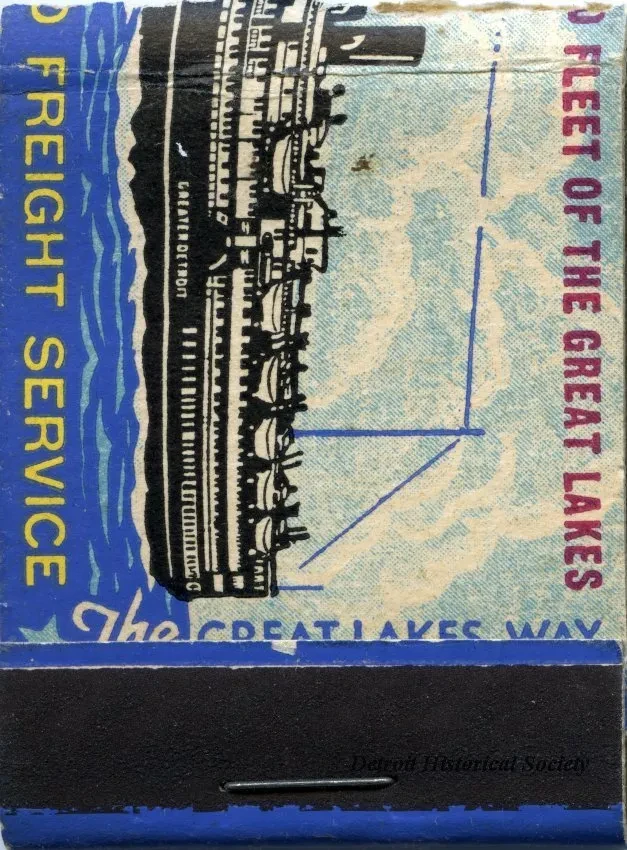 FLEET OF THE GREAT LAKES
GREATER DETROIT
FREIGHT SERVICE
The GREAT LAKES WAY
Detroit Historical Society